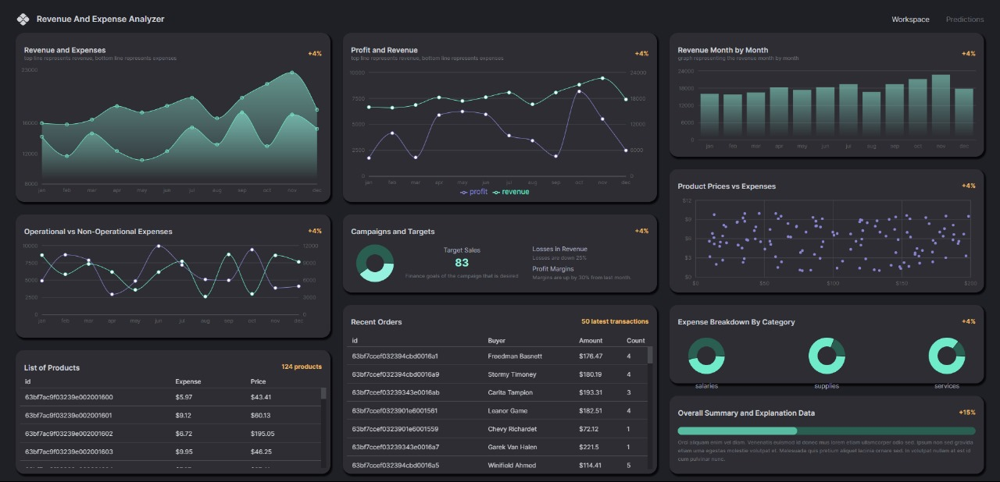 Revenue And Expense Analyzer
Workspace Predictions
Revenue and Expenses
+4%
top line represents revenue, bottom line represents expenses
23000
16000
12000
8000
jan feb mar apr may jun jul aug sep oct nov dec
Profit and Revenue
+4%
top line represents revenue, bottom line represents expenses
10000 24000
7500 18000
5000 12000
2500 6000
0 0
jan feb mar apr may jun jul aug sep oct nov dec
profit revenue
Revenue Month by Month
+4%
graph representing the revenue month by month
24000
18000
12000
6000
0
jan feb mar apr may jun jul aug sep oct nov dec
Operational vs Non-Operational Expenses
+4%
10000 12000
7500 9000
5000 6000
2500 3000
0 0
jan feb mar apr may jun jul aug sep oct nov dec
Campaigns and Targets
+4%
Target Sales
83
Finance goals of the campaign that is desired
Losses in Revenue
Losses are down 25%
Profit Margins
Margins are up by 30% from last month.
Product Prices vs Expenses
+4%
$12
$9
$6
$3
$0
$0 $50 $100 $150 $200
List of Products
124 products
id Expense Price
63bf7ac9f03239e002001600 $5.97 $43.41
63bf7ac9f03239e002001601 $9.12 $60.13
63bf7ac9f03239e002001602 $6.72 $195.05
63bf7ac9f03239e002001603 $9.95 $46.25
Recent Orders
50 latest transactions
id Buyer Amount Count
63bf7ccef032394cbd0016a1 Freedman Basnett $176.47 4
63bf7ccef032394cbd0016a9 Stormy Timoney $180.19 4
63bf7ccef03239343e0016ab Carlta Tampion $193.31 3
63bf7ccef0323901e6001561 Leanor Game $182.51 4
63bf7ccef0323901e6001559 Chevy Richardet $72.12 1
63bf7ccef03239343e0016a7 Garek Van Halen $221.5 1
63bf7ccef032394cbd0016a5 Winifield Ahmed $114.41 5
Expense Breakdown By Category
+4%
salaries supplies services
Overall Summary and Explanation Data
+15%
Orci aliquam enim vel diam. Venenatis euismod id donec mus lorem etiam ullamcorper odio sed. Ipsum non sed gravida
etiam urna egestas molestie volutpat et. Malesuada quis pretium aliquet lacinia ornare sed. In volutpat nullam at est id
cum pulvinar nunc.